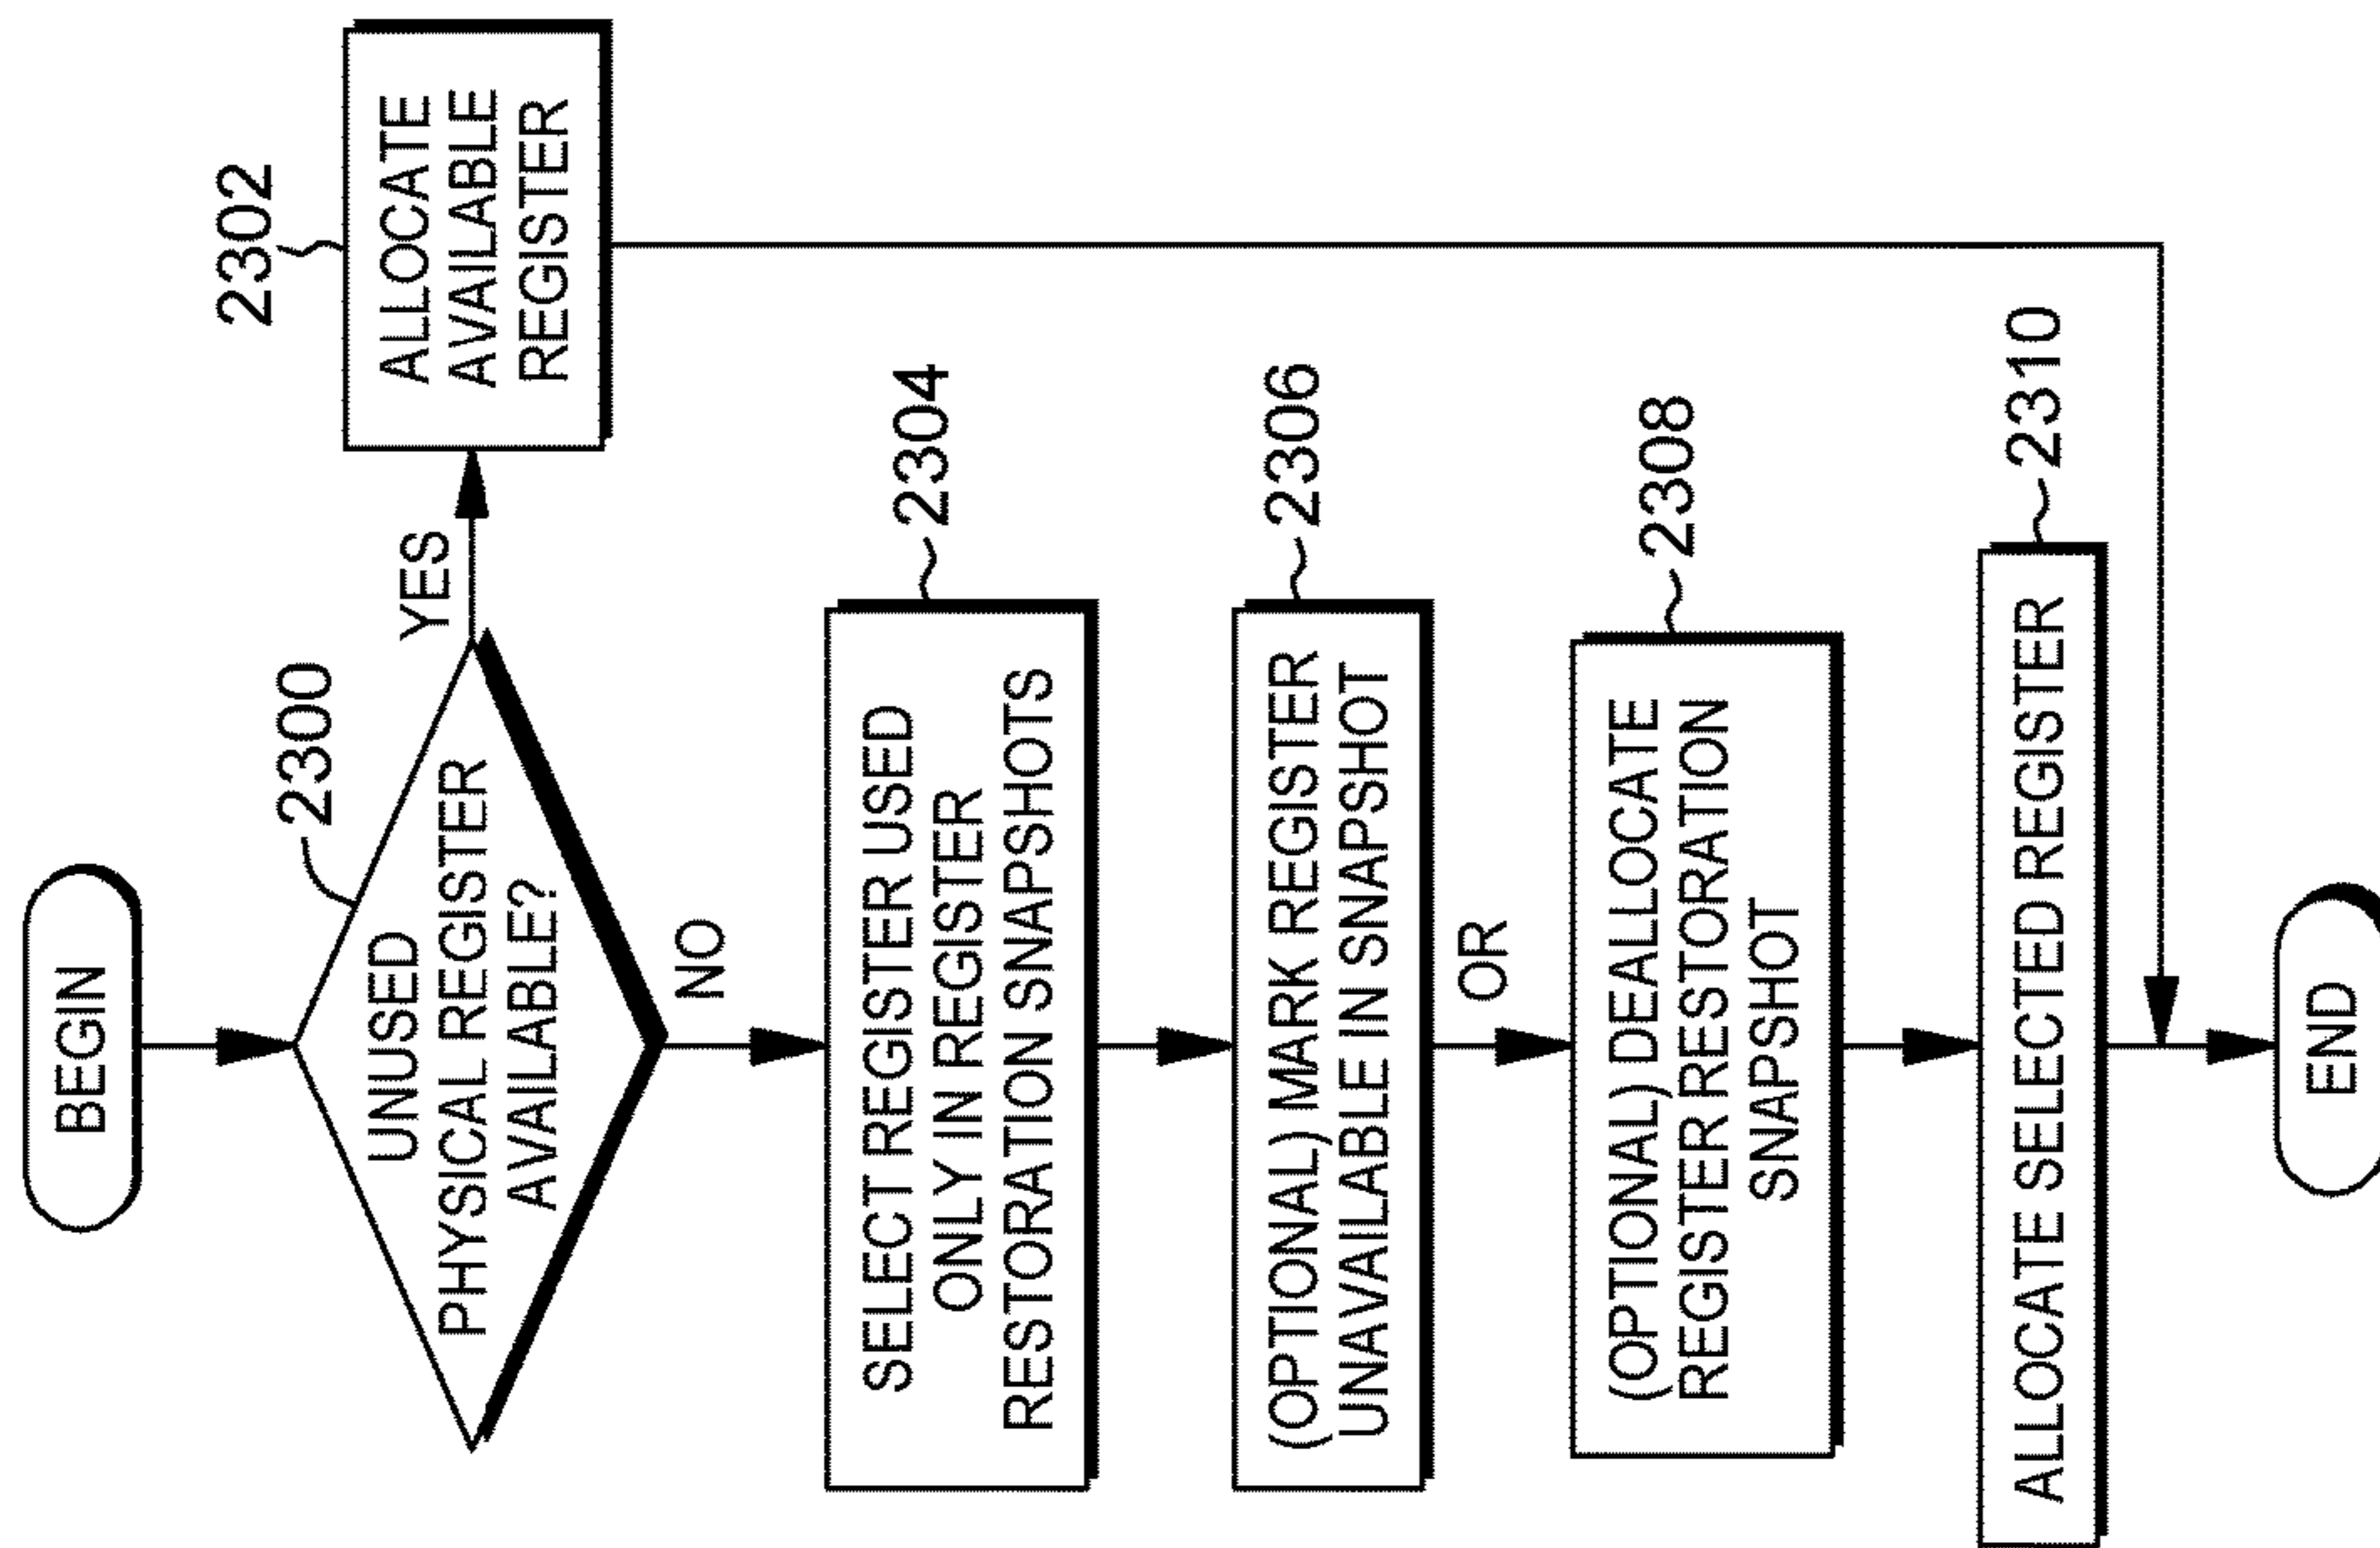 BEGIN
2300
UNUSED
PHYSICAL REGISTER
AVAILABLE?
YES
2302
ALLOCATE
AVAILABLE
REGISTER
NO
2304
SELECT REGISTER USED
ONLY IN REGISTER
RESTORATION SNAPSHOTS
2306
(OPTIONAL) MARK REGISTER
UNAVAILABLE IN SNAPSHOT
OR
2308
(OPTIONAL) DEALLOCATE
REGISTER RESTORATION
SNAPSHOT
2310
ALLOCATE SELECTED REGISTER
END